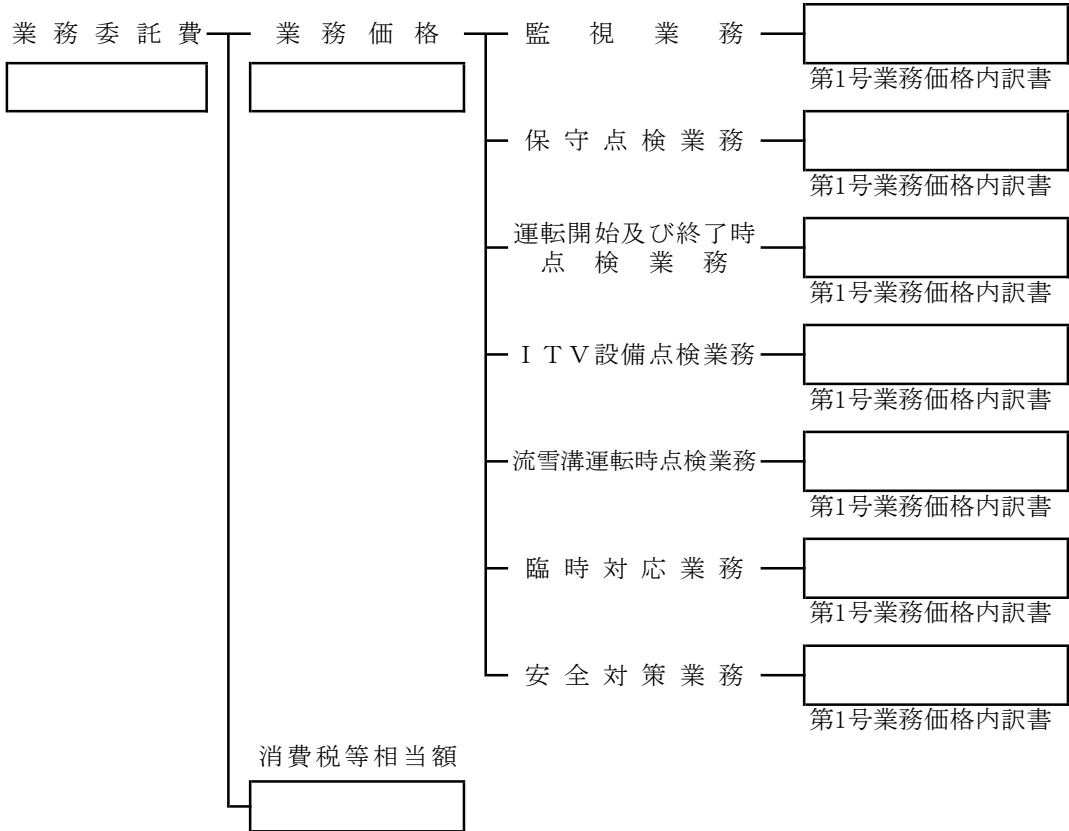 業務委託費 業務価格 監視業務
第1号業務価格内訳書
保守点検業務
第1号業務価格内訳書
運転開始及び終了時
点検業務
第1号業務価格内訳書
ITV設備点検業務
第1号業務価格内訳書
流雪溝運転時点検業務
第1号業務価格内訳書
臨時対応業務
第1号業務価格内訳書
安全対策業務
第1号業務価格内訳書
消費税等相当額